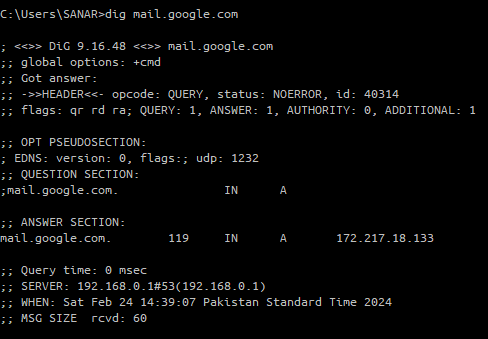 C:\Users\SANAR>dig mail.google.com
; <<>> DiG 9.16.48 <<>> mail.google.com
;; global options: +cmd
;; Got answer:
;; ->>HEADER<<- opcode: QUERY, status: NOERROR, id: 40314
;; flags: qr rd ra; QUERY: 1, ANSWER: 1, AUTHORITY: 0, ADDITIONAL: 1
;; OPT PSEUDOSECTION:
; EDNS: version: 0, flags:; udp: 1232
;; QUESTION SECTION:
;mail.google.com. IN A
;; ANSWER SECTION:
mail.google.com. 119 IN A 172.217.18.133
;; Query time: 0 msec
;; SERVER: 192.168.0.1#53(192.168.0.1)
;; WHEN: Sat Feb 24 14:39:07 Pakistan Standard Time 2024
;; MSG SIZE rcvd: 60